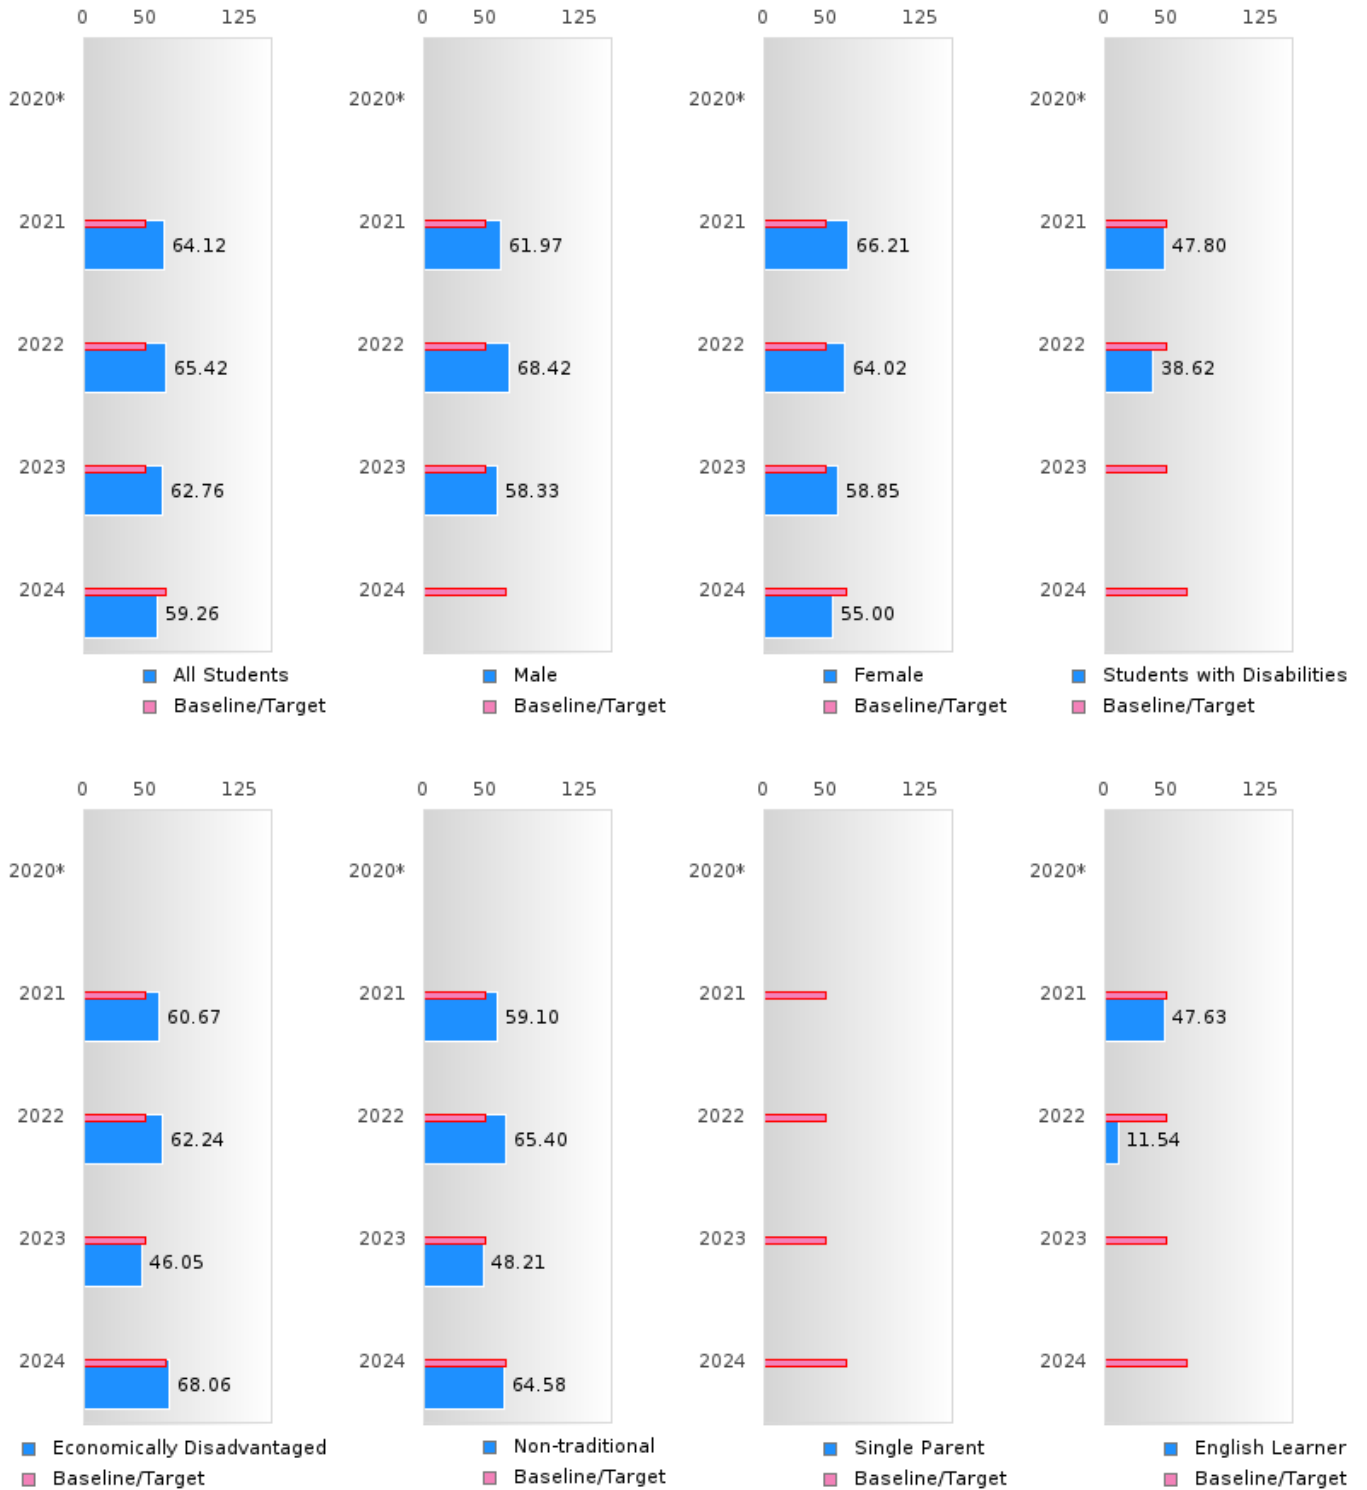 0 50 125 0 50 125 0 50 125 0 50 125
2020* 2020* 2020* 2020*
2021 2021 2021 2021
64.12 61.97 66.21 47.80
2022 2022 2022 2022
65.42 68.42 64.02 38.62
2023 2023 2023 2023
62.76 58.33 58.85
2024 2024 2024 2024
59.26 55.00
All Students Male Female Students with Disabilities
Baseline/Target Baseline/Target Baseline/Target Baseline/Target
0 50 125 0 50 125 0 50 125 0 50 125
2020* 2020* 2020* 2020*
2021 2021 2021 2021
60.67 59.10 47.63
2022 2022 2022 2022
62.24 65.40 11.54
2023 2023 2023 2023
46.05 48.21
2024 2024 2024 2024
68.06 64.58
Economically Disadvantaged Non-traditional Single Parent English Learner
Baseline/Target Baseline/Target Baseline/Target Baseline/Target